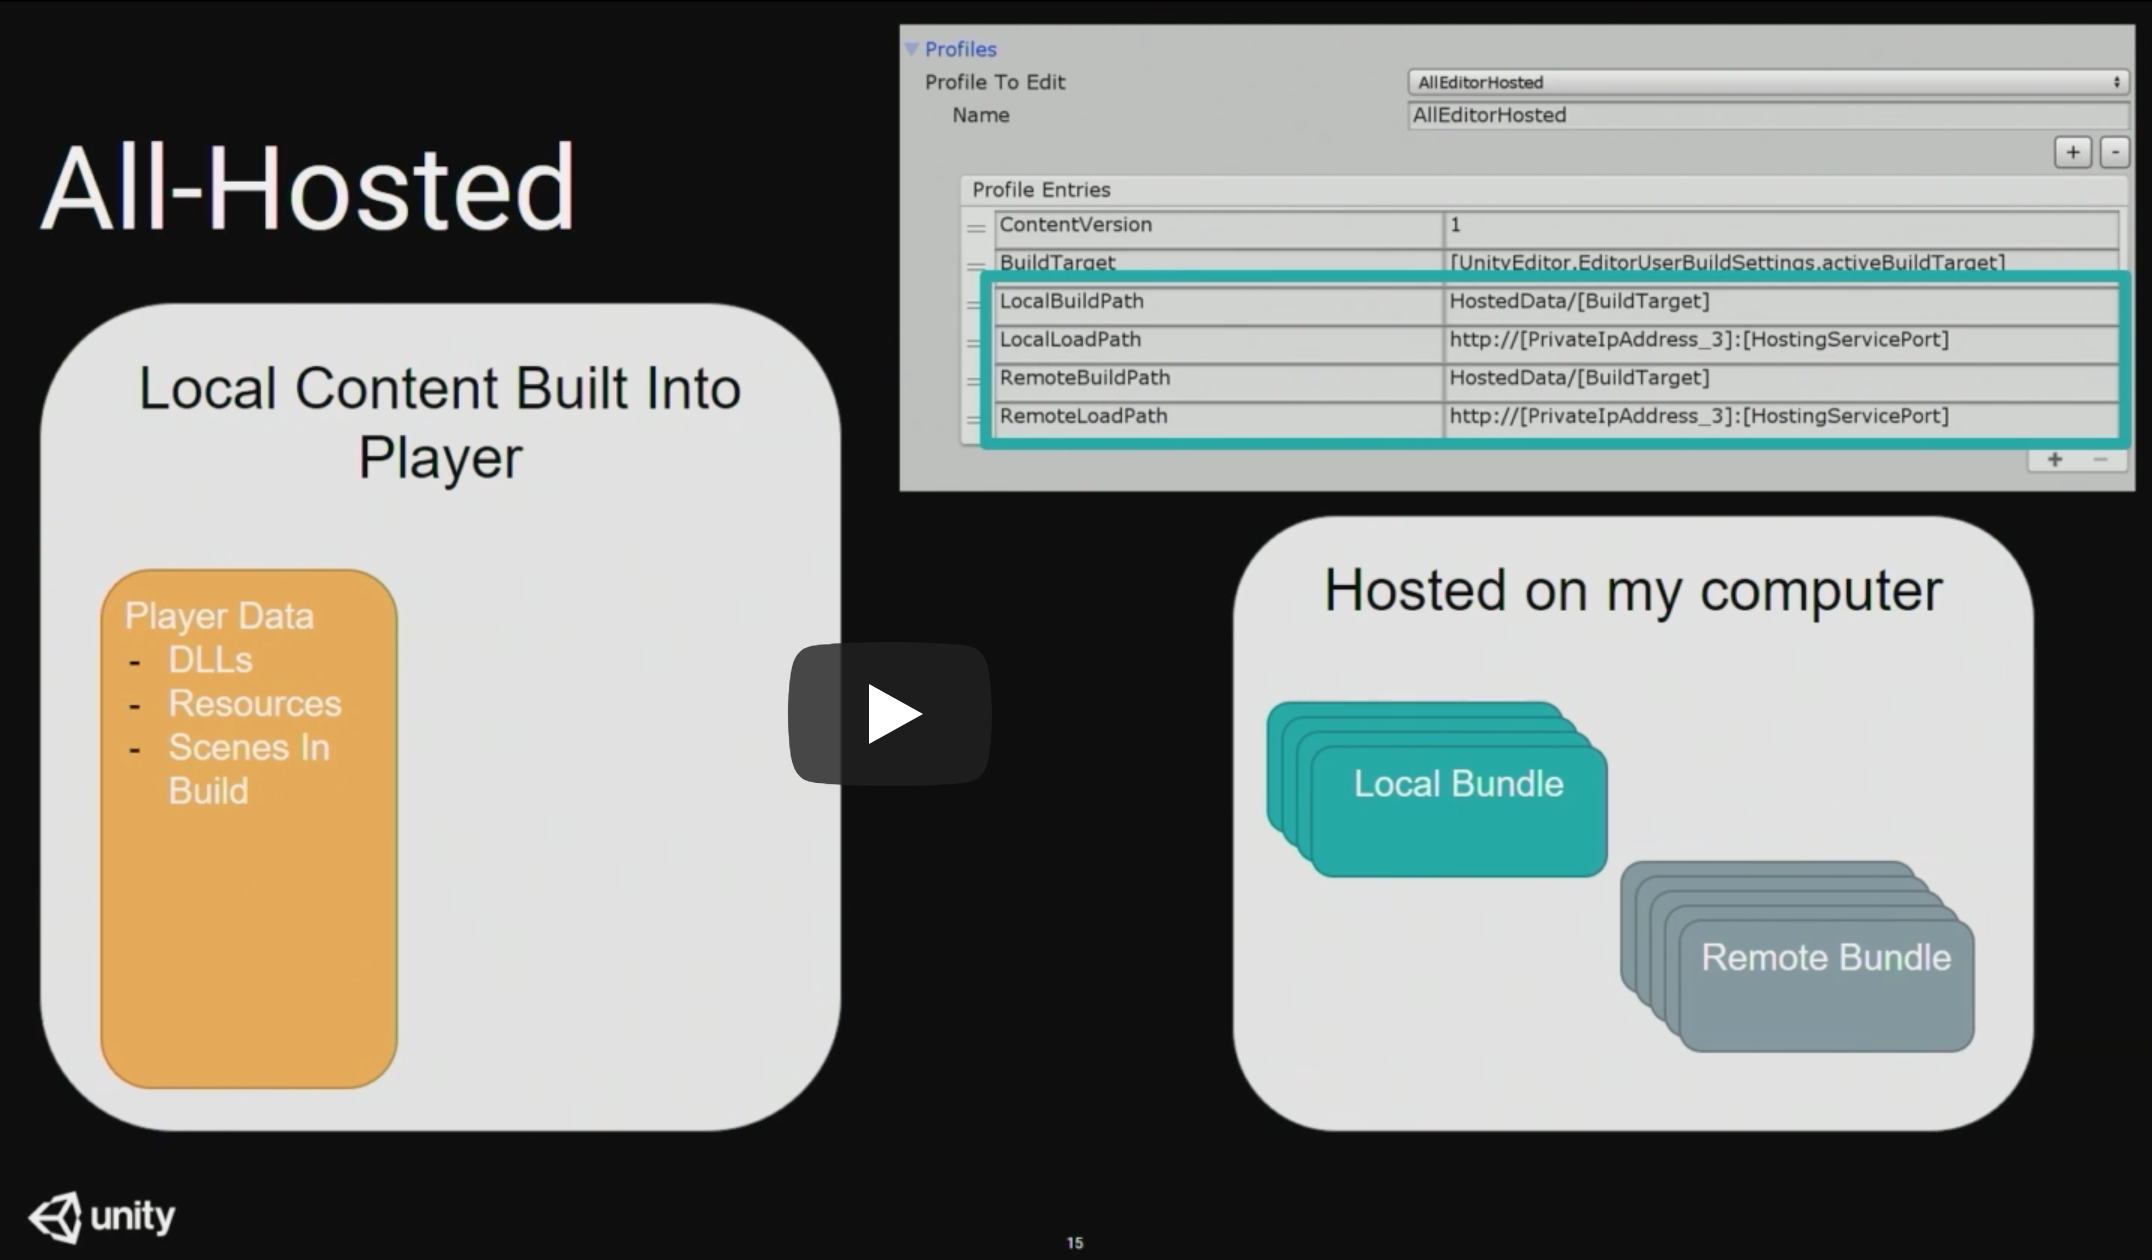 All-Hosted
Profiles
Profile To Edit
AllEditorHosted
Name
AllEditorHosted
+ -
Profile Entries
ContentVersion 1
BuildTarget [UnityEditor.EditorUserBuildSettings.activeBuildTarget]
LocalBuildPath HostedData/[BuildTarget]
LocalLoadPath http://[PrivateIpAddress_3]:[HostingServicePort]
RemoteBuildPath HostedData/[BuildTarget]
RemoteLoadPath http://[PrivateIpAddress_3]:[HostingServicePort]
+ −
Local Content Built Into
Player
Player Data
- DLLs
- Resources
- Scenes In
Build
Hosted on my computer
Local Bundle
Remote Bundle
unity
15